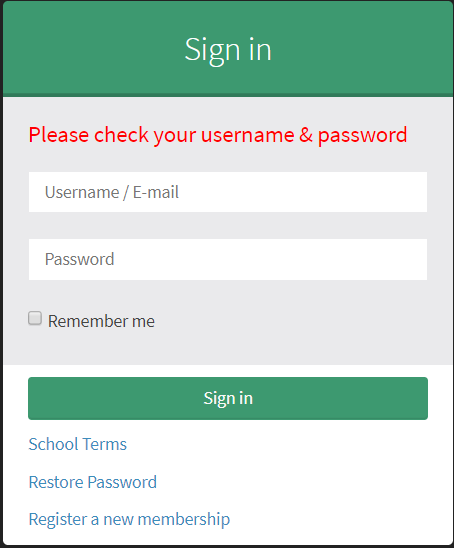 Sign in
Please check your username & password
Username / E-mail
Password
Remember me
Sign in
School Terms
Restore Password
Register a new membership